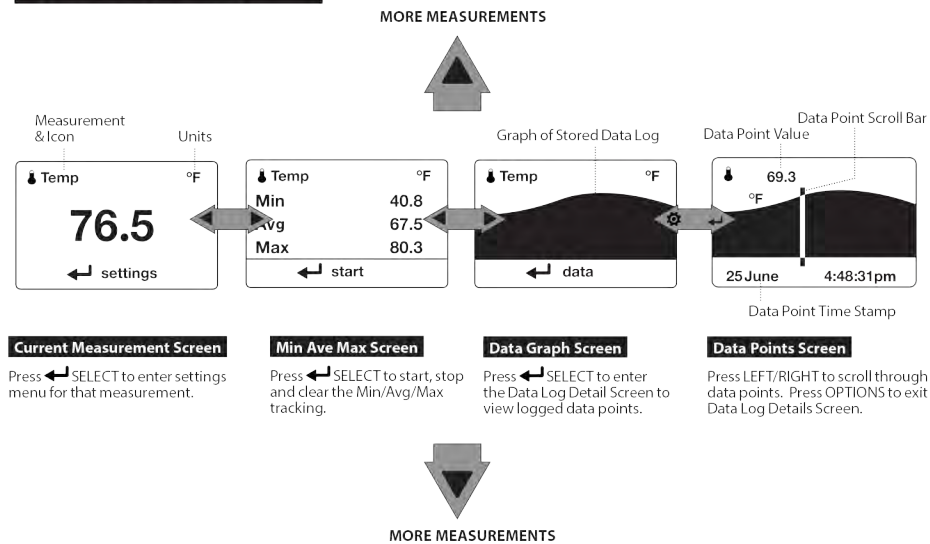 MORE MEASUREMENTS
Measurement
& Icon
Units
Graph of Stored Data Log
Data Point Value
Data Point Scroll Bar
Temp °F
76.5
settings
Temp °F
Min 40.8
Avg 67.5
Max 80.3
start
Temp °F
data
69.3
°F
25 June 4:48:31pm
Data Point Time Stamp
Current Measurement Screen
Press SELECT to enter settings
menu for that measurement.
Min Ave Max Screen
Press SELECT to start, stop
and clear the Min/Avg/Max
tracking.
Data Graph Screen
Press SELECT to enter
the Data Log Detail Screen to
view logged data points.
Data Points Screen
Press LEFT/RIGHT to scroll through
data points. Press OPTIONS to exit
Data Log Details Screen.
MORE MEASUREMENTS